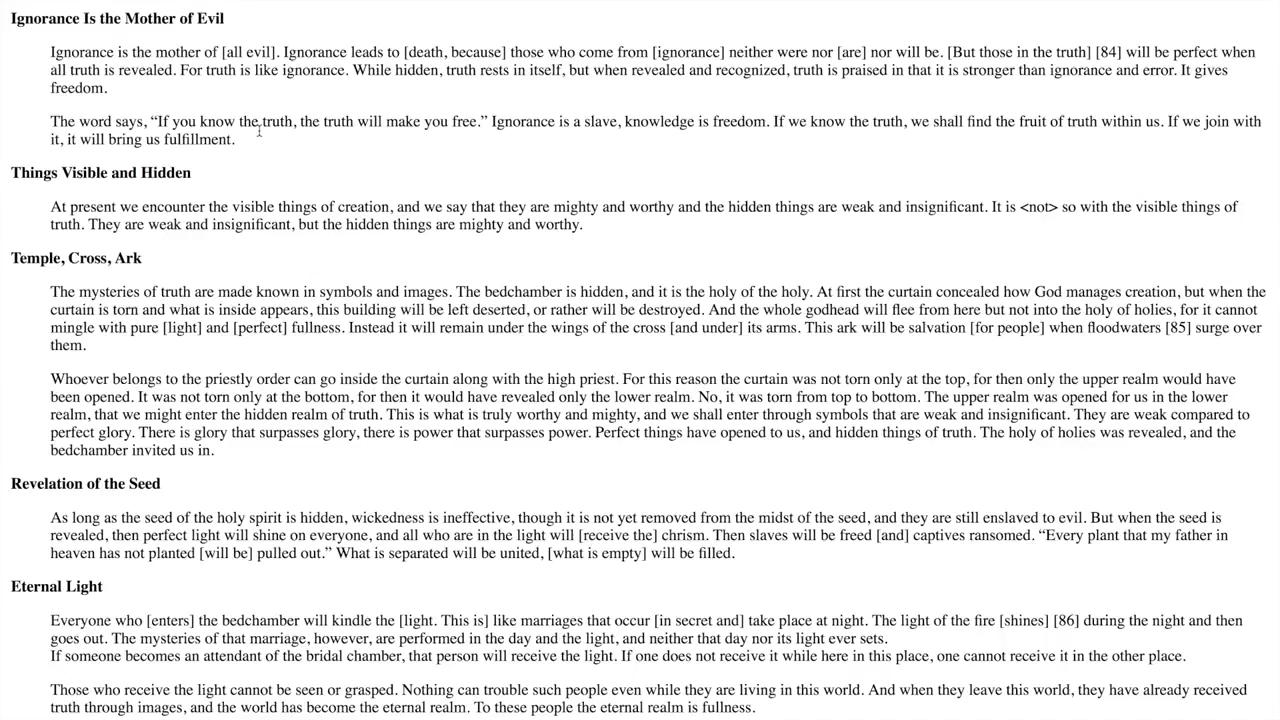 Ignorance Is the Mother of Evil
Ignorance is the mother of [all evil]. Ignorance leads to [death, because] those who come from [ignorance] neither were nor [are] nor will be. [But those in the truth] [84] will be perfect when
all truth is revealed. For truth is like ignorance. While hidden, truth rests in itself, but when revealed and recognized, truth is praised in that it is stronger than ignorance and error. It gives
freedom.
The word says, “If you know the truth, the truth will make you free.” Ignorance is a slave, knowledge is freedom. If we know the truth, we shall find the fruit of truth within us. If we join with
it, it will bring us fulfillment.
Things Visible and Hidden
At present we encounter the visible things of creation, and we say that they are mighty and worthy and the hidden things are weak and insignificant. It is <not> so with the visible things of
truth. They are weak and insignificant, but the hidden things are mighty and worthy.
Temple, Cross, Ark
The mysteries of truth are made known in symbols and images. The bedchamber is hidden, and it is the holy of the holy. At first the curtain concealed how God manages creation, but when the
curtain is torn and what is inside appears, this building will be left deserted, or rather will be destroyed. And the whole godhead will flee from here but not into the holy of holies, for it cannot
mingle with pure [light] and [perfect] fullness. Instead it will remain under the wings of the cross [and under] its arms. This ark will be salvation [for people] when floodwaters [85] surge over
them.
Whoever belongs to the priestly order can go inside the curtain along with the high priest. For this reason the curtain was not torn only at the top, for then only the upper realm would have
been opened. It was not torn only at the bottom, for then it would have revealed only the lower realm. No, it was torn from top to bottom. The upper realm was opened for us in the lower
realm, that we might enter the hidden realm of truth. This is what is truly worthy and mighty, and we shall enter through symbols that are weak and insignificant. They are weak compared to
perfect glory. There is glory that surpasses glory, there is power that surpasses power. Perfect things have opened to us, and hidden things of truth. The holy of holies was revealed, and the
bedchamber invited us in.
Revelation of the Seed
As long as the seed of the holy spirit is hidden, wickedness is ineffective, though it is not yet removed from the midst of the seed, and they are still enslaved to evil. But when the seed is
revealed, then perfect light will shine on everyone, and all who are in the light will [receive the] chrism. Then slaves will be freed [and] captives ransomed. “Every plant that my father in
heaven has not planted [will be] pulled out.” What is separated will be united, [what is empty] will be filled.
Eternal Light
Everyone who [enters] the bedchamber will kindle the [light. This is] like marriages that occur [in secret and] take place at night. The light of the fire [shines] [86] during the night and then
goes out. The mysteries of that marriage, however, are performed in the day and the light, and neither that day nor its light ever sets.
If someone becomes an attendant of the bridal chamber, that person will receive the light. If one does not receive it while here in this place, one cannot receive it in the other place.
Those who receive the light cannot be seen or grasped. Nothing can trouble such people even while they are living in this world. And when they leave this world, they have already received
truth through images, and the world has become the eternal realm. To these people the eternal realm is fullness.